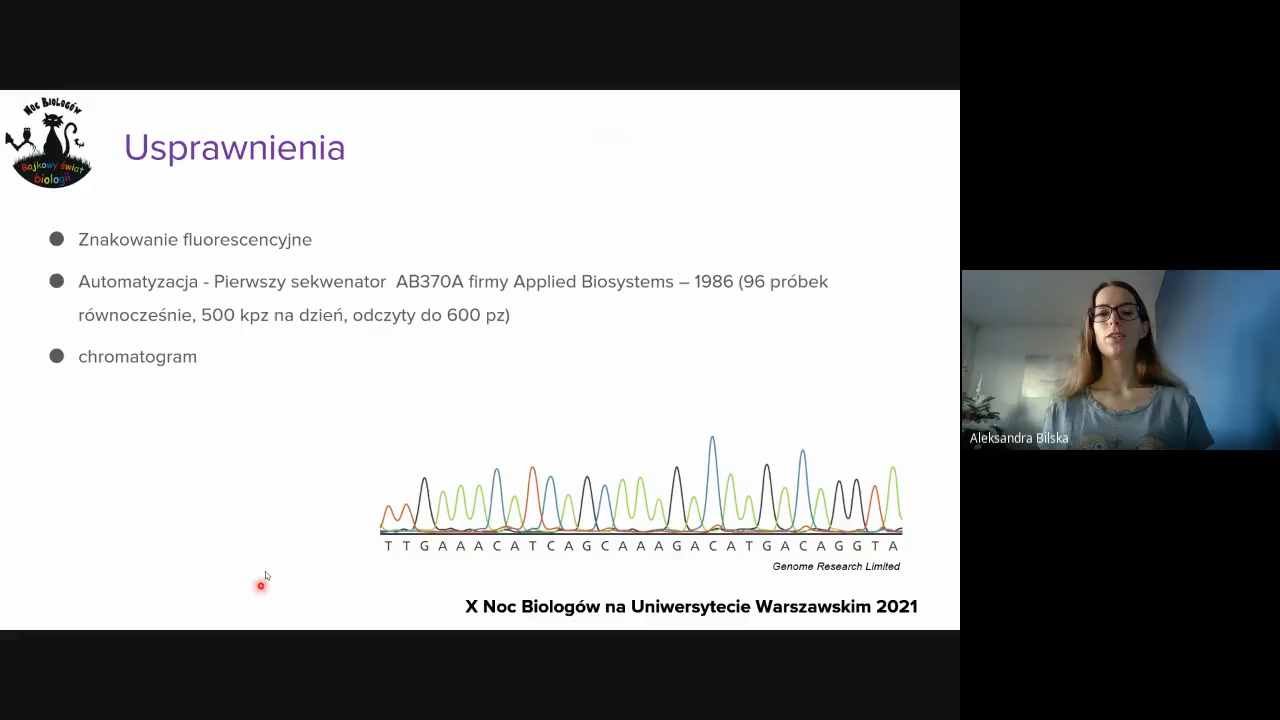 Noc Biologów
Bajkowy świat
biologii
Usprawnienia
Znakowanie fluorescencyjne
Automatyzacja - Pierwszy sekwenator AB370A firmy Applied Biosystems – 1986 (96 próbek
równocześnie, 500 kpz na dzień, odczyty do 600 pz)
chromatogram
T T G A A A C A T C A G C A A A G A C A T G A C A G G T A
Genome Research Limited
X Noc Biologów na Uniwersytecie Warszawskim 2021
Aleksandra Bilska